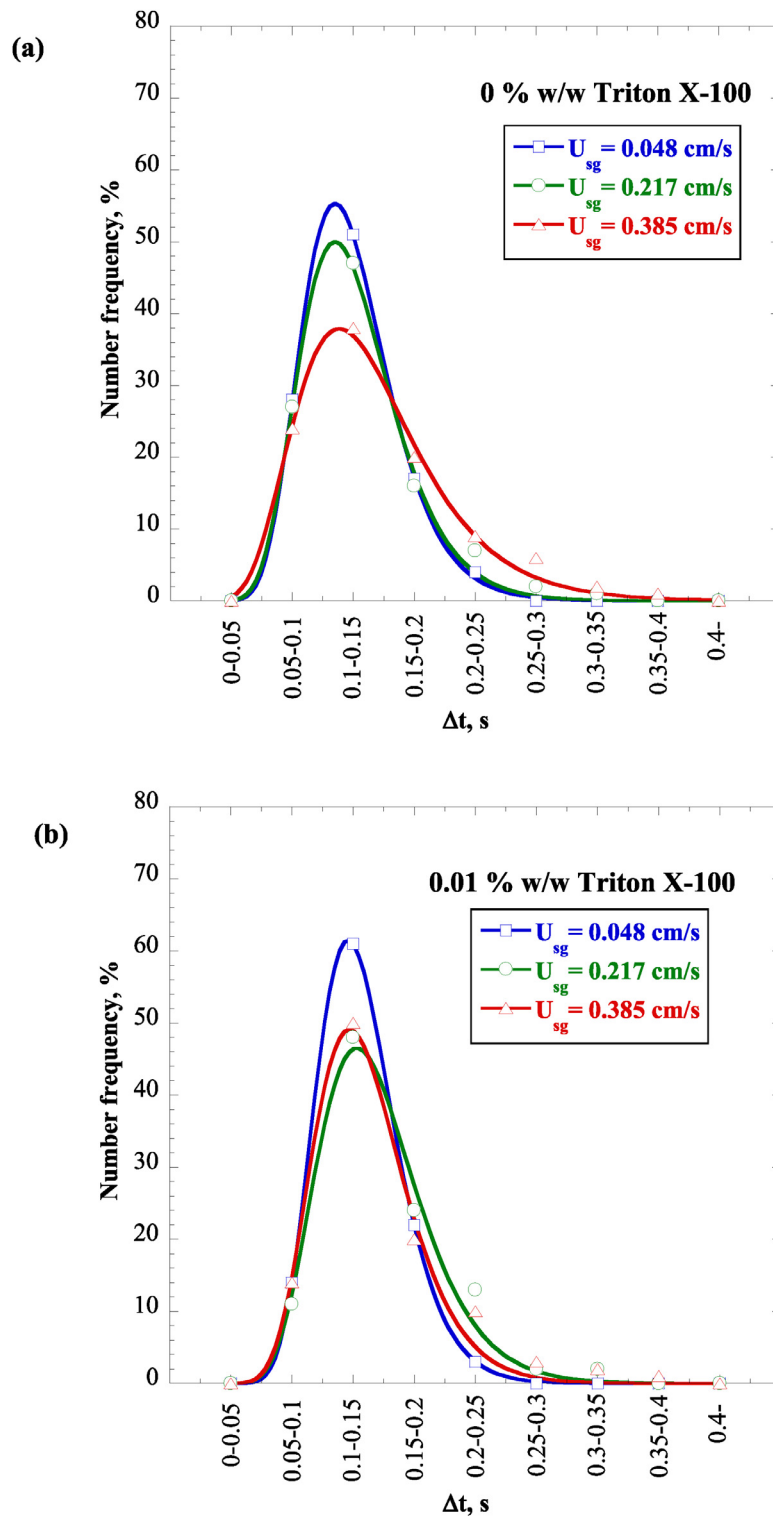 (a)
80
70
60
50
40
30
20
10
0
Number frequency, %
0 % w/w Triton X-100
U_sg = 0.048 cm/s
U_sg = 0.217 cm/s
U_sg = 0.385 cm/s
0-0.05
0.05-0.1
0.1-0.15
0.15-0.2
0.2-0.25
0.25-0.3
0.3-0.35
0.35-0.4
0.4-
Δt, s
(b)
80
70
60
50
40
30
20
10
0
Number frequency, %
0.01 % w/w Triton X-100
U_sg = 0.048 cm/s
U_sg = 0.217 cm/s
U_sg = 0.385 cm/s
0-0.05
0.05-0.1
0.1-0.15
0.15-0.2
0.2-0.25
0.25-0.3
0.3-0.35
0.35-0.4
0.4-
Δt, s